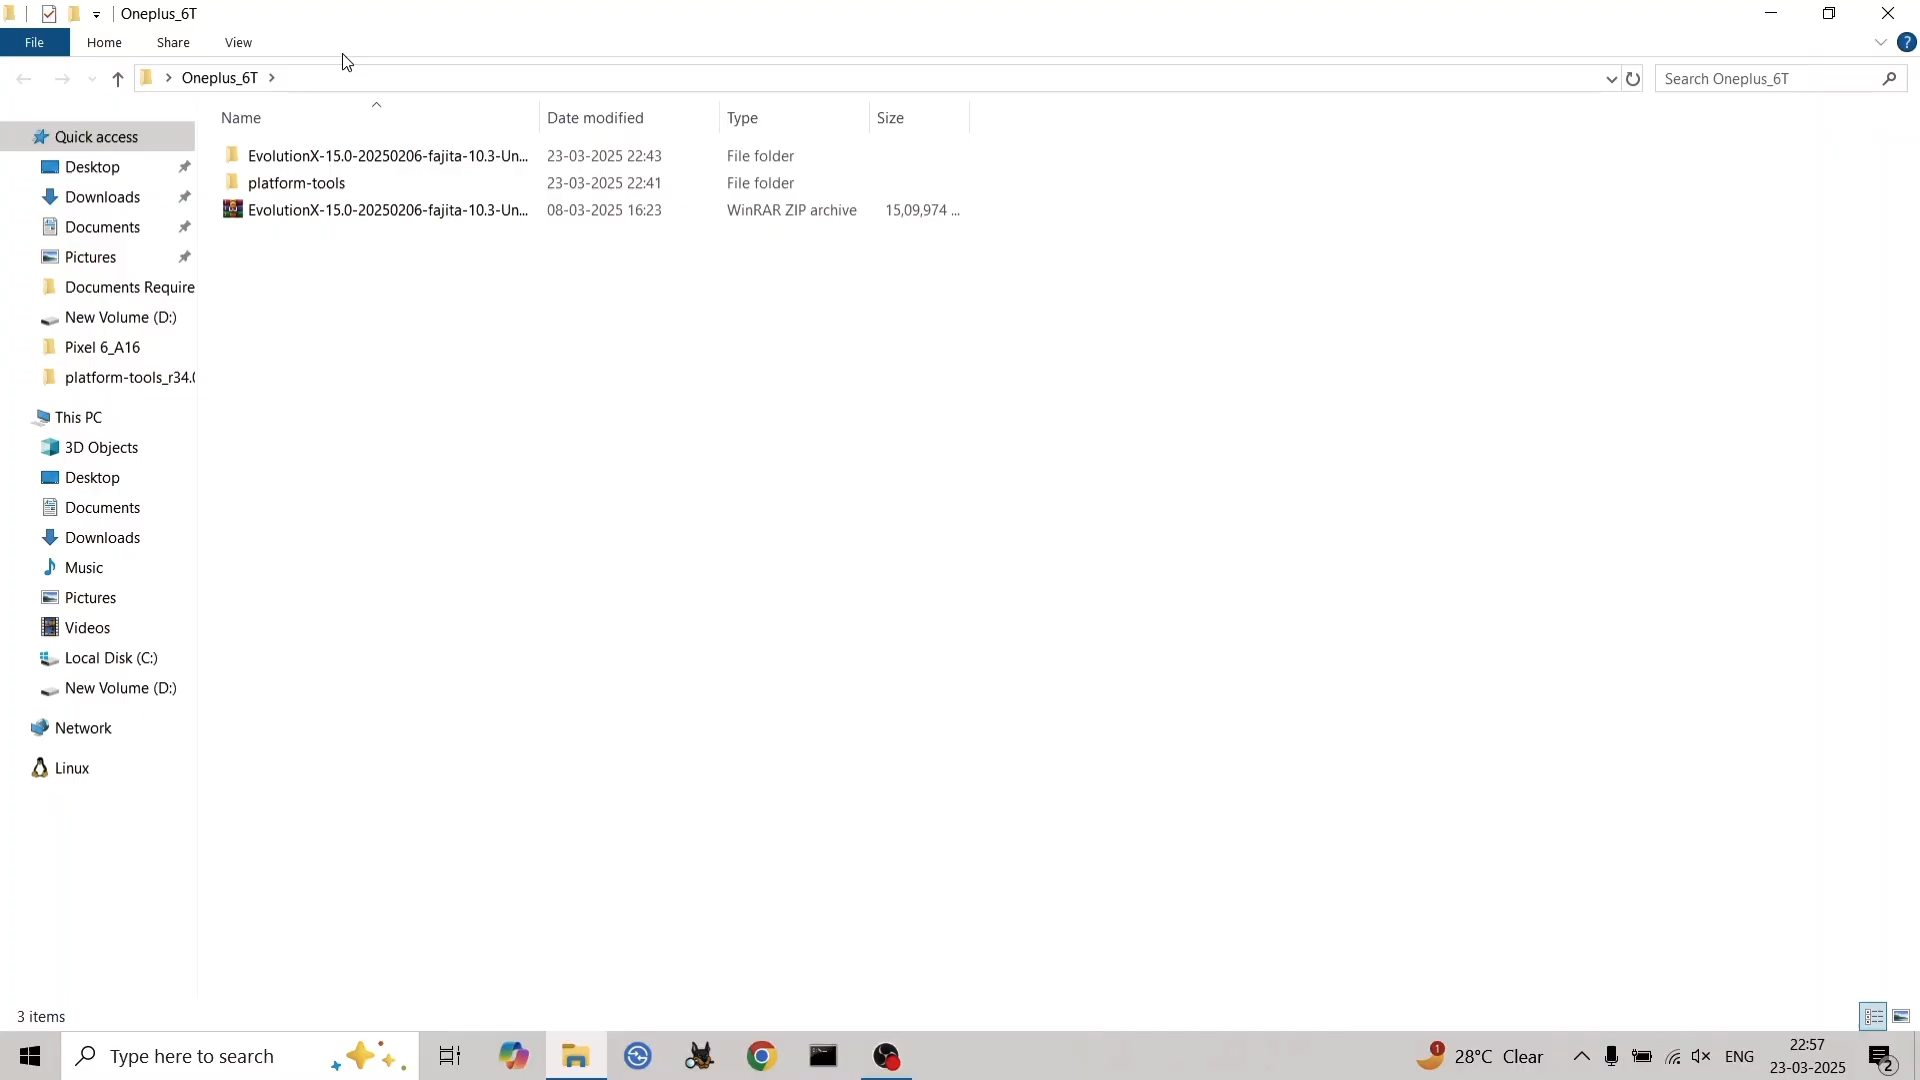 Oneplus_6T
File Home Share View ?
Oneplus_6T Search Oneplus_6T
Name Date modified Type Size
Quick access
Desktop
Downloads
Documents
Pictures
Documents Require
New Volume (D:)
Pixel 6_A16
platform-tools_r34.0
This PC
3D Objects
Desktop
Documents
Downloads
Music
Pictures
Videos
Local Disk (C:)
New Volume (D:)
Network
Linux
EvolutionX-15.0-20250206-fajita-10.3-Un... 23-03-2025 22:43 File folder
platform-tools 23-03-2025 22:41 File folder
EvolutionX-15.0-20250206-fajita-10.3-Un... 08-03-2025 16:23 WinRAR ZIP archive 15,09,974 ...
3 items
Type here to search 1 28°C Clear ENG 22:57
23-03-2025 2